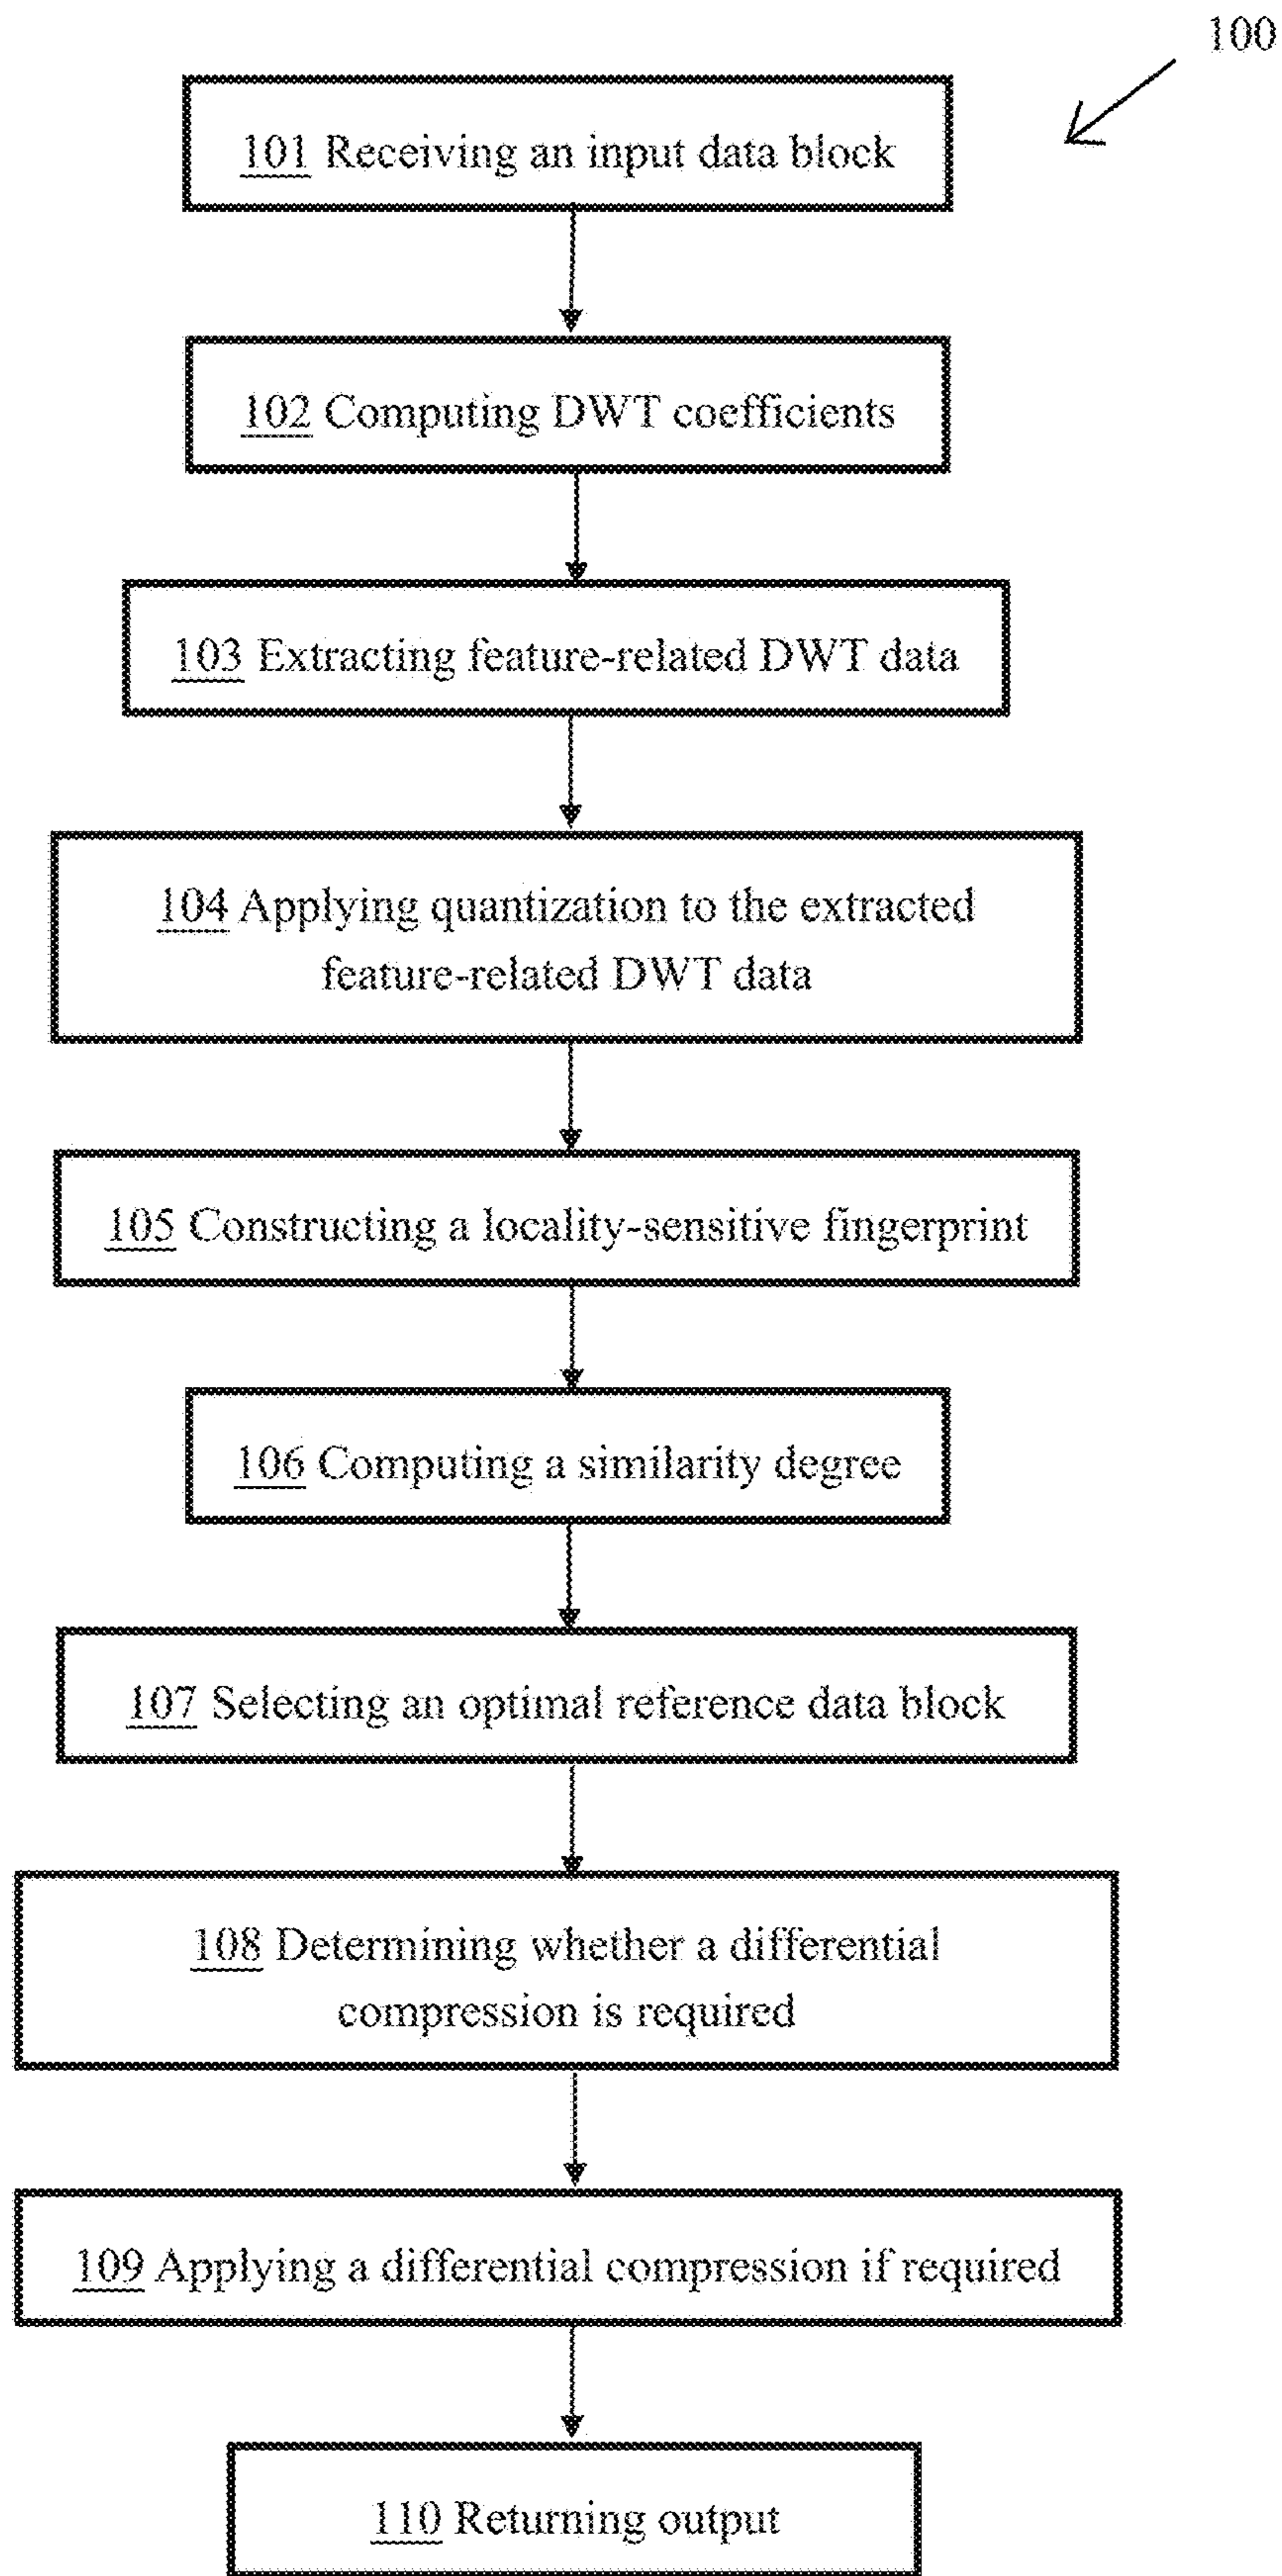 100
101 Receiving an input data block
102 Computing DWT coefficients
103 Extracting feature-related DWT data
104 Applying quantization to the extracted
feature-related DWT data
105 Constructing a locality-sensitive fingerprint
106 Computing a similarity degree
107 Selecting an optimal reference data block
108 Determining whether a differential
compression is required
109 Applying a differential compression if required
110 Returning output